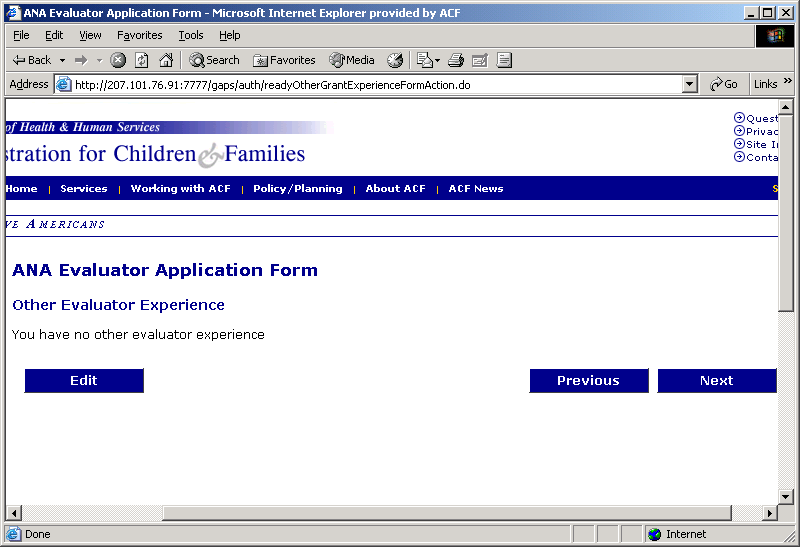 ANA Evaluator Application Form - Microsoft Internet Explorer provided by ACF
File Edit View Favorites Tools Help
Back Search Favorites Media
Address http://207.101.76.91:7777/gaps/auth/readyOtherGrantExperienceFormAction.do Go Links »
of Health & Human Services
stration for Children & Families
Quest
Privac
Site I
Conta
Home | Services | Working with ACF | Policy/Planning | About ACF | ACF News S
VE AMERICANS
ANA Evaluator Application Form
Other Evaluator Experience
You have no other evaluator experience
Edit Previous Next
Done Internet